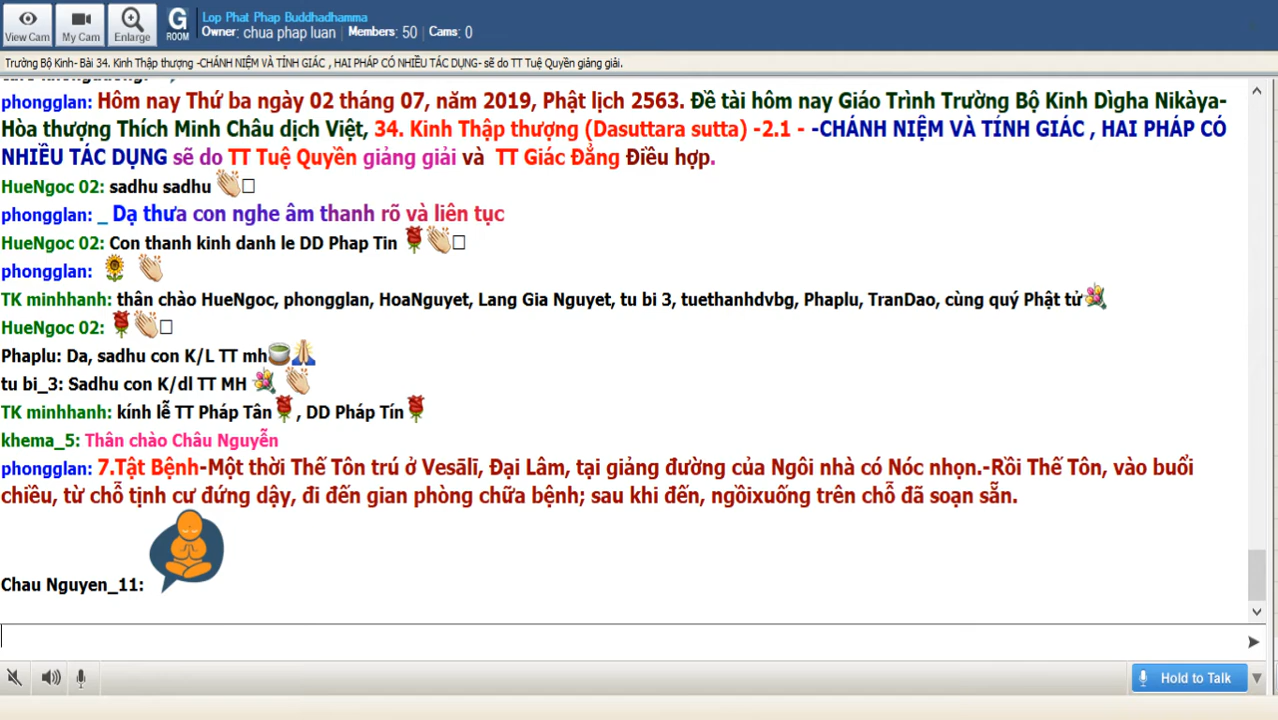 View Cam
My Cam
Enlarge
G
ROOM
Lop Phat Phap Buddhadhamma
Owner: chua phap luan | Members: 50 | Cams: 0
Trường Bộ Kinh- Bài 34. Kinh Thập thượng -CHÁNH NIỆM VÀ TỈNH GIÁC , HAI PHÁP CÓ NHIỀU TÁC DỤNG- sẽ do TT Tuệ Quyền giảng giải.
phongglan: Hôm nay Thứ ba ngày 02 tháng 07, năm 2019, Phật lịch 2563. Đề tài hôm nay Giáo Trình Trường Bộ Kinh Dìgha Nikàya-
Hòa thượng Thích Minh Châu dịch Việt, 34. Kinh Thập thượng (Dasuttara sutta) -2.1 - -CHÁNH NIỆM VÀ TÍNH GIÁC , HAI PHÁP CÓ
NHIỀU TÁC DỤNG sẽ do TT Tuệ Quyền giảng giải và TT Giác Đẳng Điều hợp.
HueNgoc 02: sadhu sadhu
phongglan: _ Dạ thưa con nghe âm thanh rõ và liên tục
HueNgoc 02: Con thanh kinh danh le DD Phap Tin
phongglan:
TK minhhanh: thân chào HueNgoc, phongglan, HoaNguyet, Lang Gia Nguyet, tu bi 3, tuethanhdvbg, Phaplu, TranDao, cùng quý Phật tử
HueNgoc 02:
Phaplu: Da, sadhu con K/L TT mh
tu bi_3: Sadhu con K/dl TT MH
TK minhhanh: kính lễ TT Pháp Tân , DD Pháp Tín
khema_5: Thân chào Châu Nguyễn
phongglan: 7.Tật Bệnh-Một thời Thế Tôn trú ở Vesālī, Đại Lâm, tại giảng đường của Ngôi nhà có Nóc nhọn.-Rồi Thế Tôn, vào buổi
chiều, từ chỗ tịnh cư đứng dậy, đi đến gian phòng chữa bệnh; sau khi đến, ngồixuống trên chỗ đã soạn sẵn.
Chau Nguyen_11:
Hold to Talk